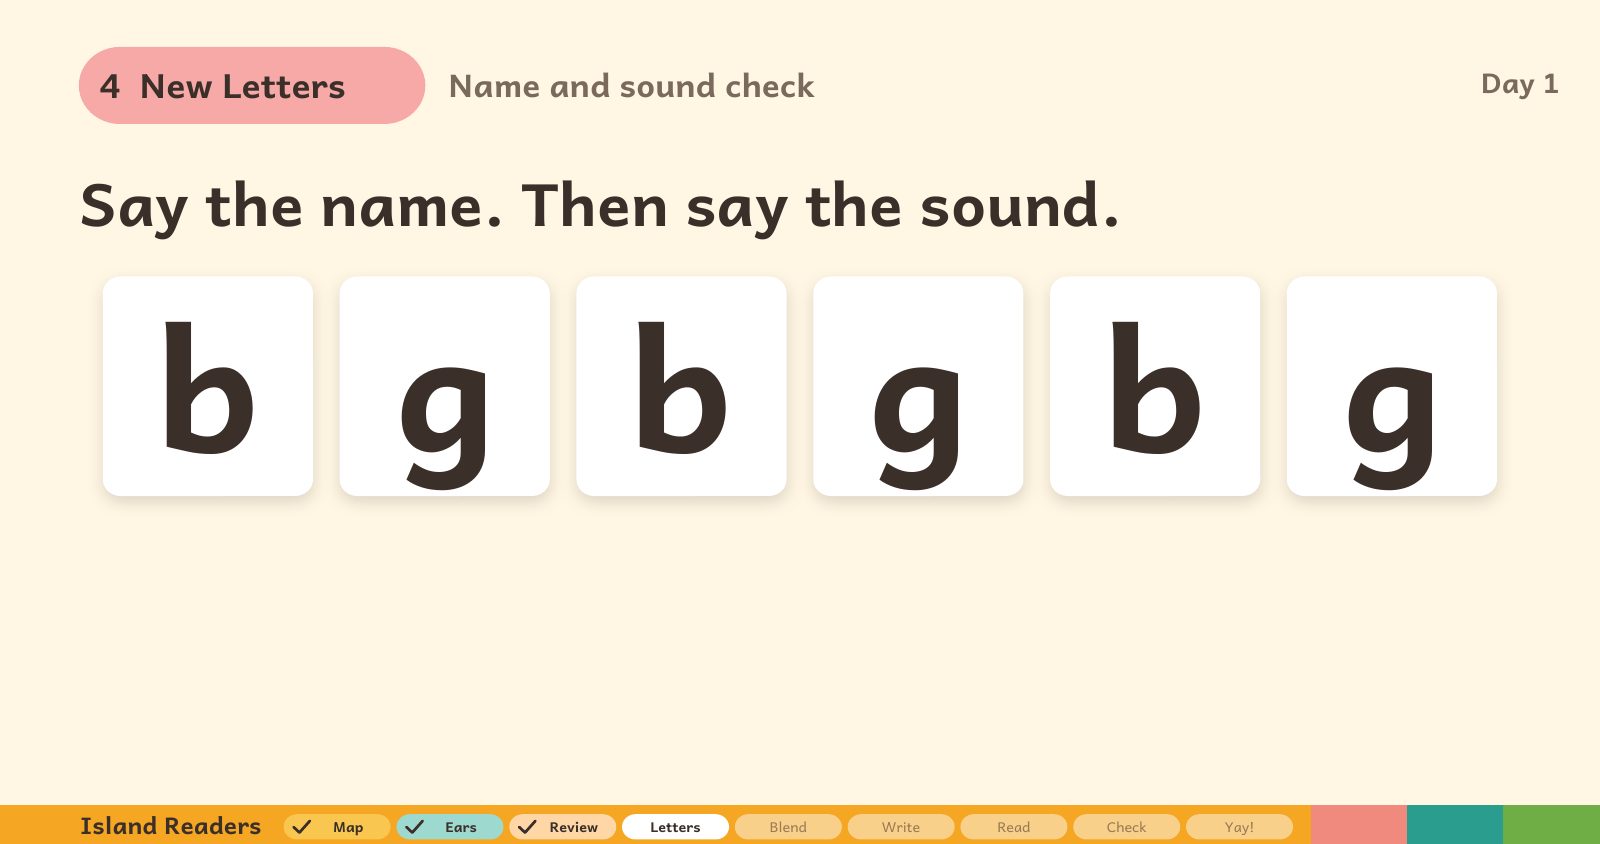 4 New Letters
Name and sound check
Day 1
Say the name. Then say the sound.
b g b g b g
Island Readers
Map
Ears
Review
Letters
Blend
Write
Read
Check
Yay!